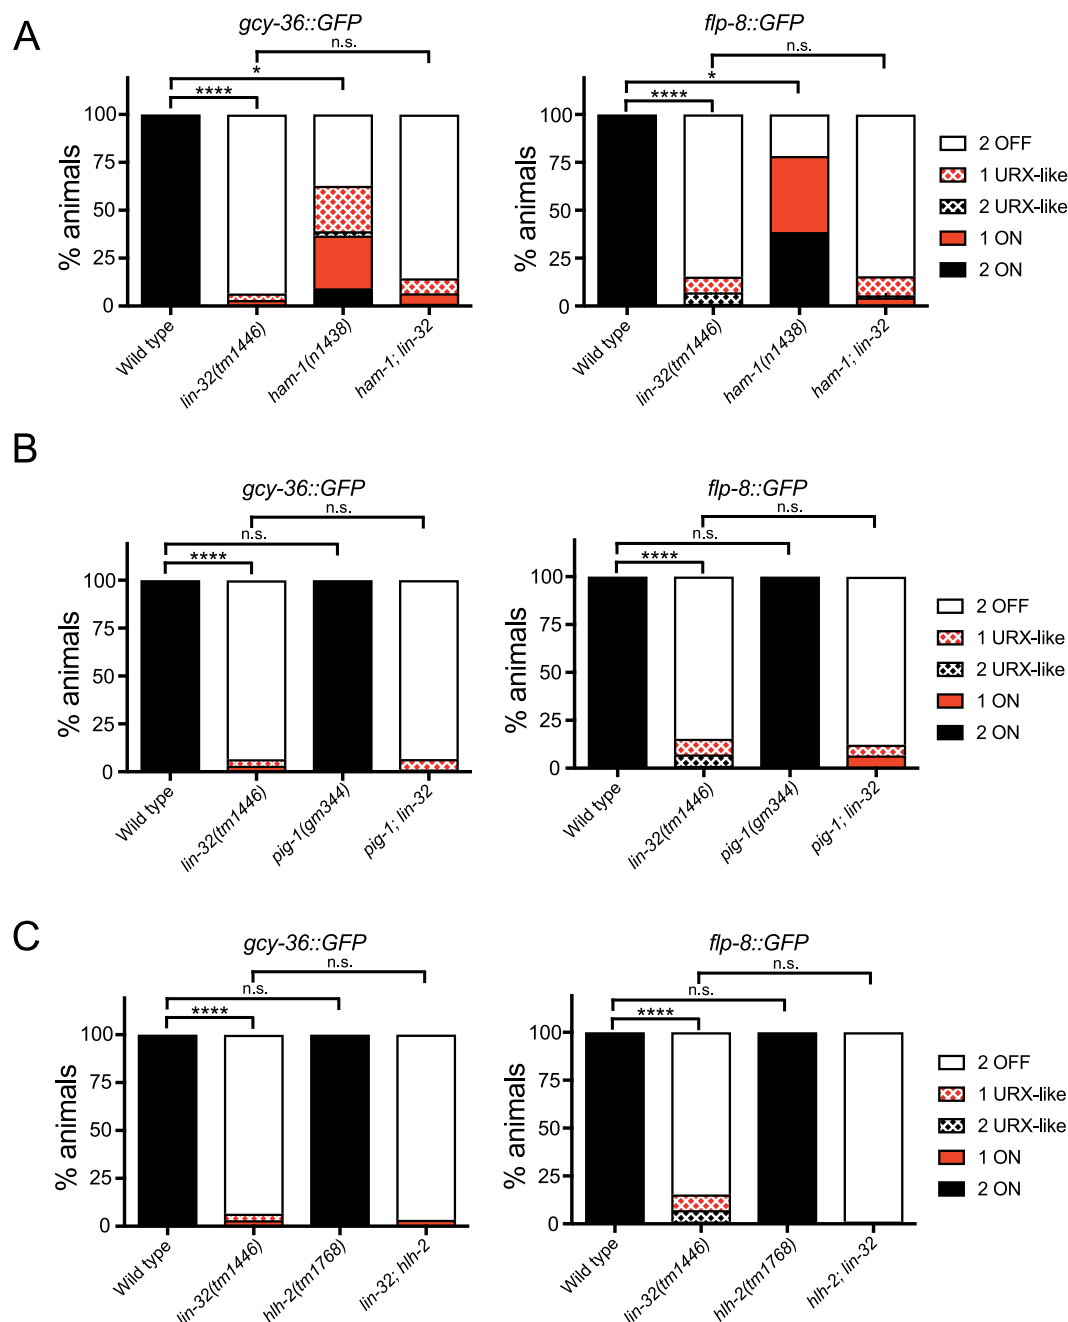 A
gcy-36::GFP
n.s.
*
****
100
75
50
25
0
% animals
Wild type
lin-32(tm1446)
ham-1(n1438)
ham-1; lin-32
flp-8::GFP
n.s.
*
****
100
75
50
25
0
% animals
Wild type
lin-32(tm1446)
ham-1(n1438)
ham-1; lin-32
2 OFF
1 URX-like
2 URX-like
1 ON
2 ON
B
gcy-36::GFP
n.s.
n.s.
****
100
75
50
25
0
% animals
Wild type
lin-32(tm1446)
pig-1(gm344)
pig-1; lin-32
flp-8::GFP
n.s.
n.s.
****
100
75
50
25
0
% animals
Wild type
lin-32(tm1446)
pig-1(gm344)
pig-1; lin-32
2 OFF
1 URX-like
2 URX-like
1 ON
2 ON
C
gcy-36::GFP
n.s.
n.s.
****
100
75
50
25
0
% animals
Wild type
lin-32(tm1446)
hlh-2(tm1768)
lin-32; hlh-2
flp-8::GFP
n.s.
n.s.
****
100
75
50
25
0
% animals
Wild type
lin-32(tm1446)
hlh-2(tm1768)
hlh-2; lin-32
2 OFF
1 URX-like
2 URX-like
1 ON
2 ON